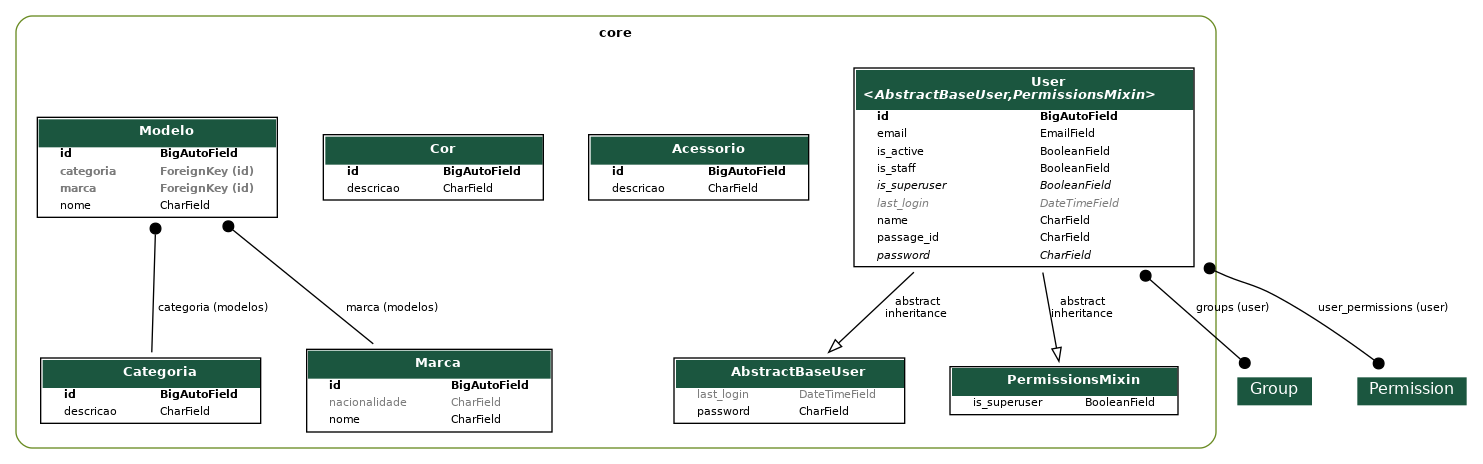 core
Modelo
id BigAutoField
categoria ForeignKey (id)
marca ForeignKey (id)
nome CharField
Cor
id BigAutoField
descricao CharField
Acessorio
id BigAutoField
descricao CharField
User
<AbstractBaseUser,PermissionsMixin>
id BigAutoField
email EmailField
is_active BooleanField
is_staff BooleanField
is_superuser BooleanField
last_login DateTimeField
name CharField
passage_id CharField
password CharField
categoria (modelos)
marca (modelos)
abstract
inheritance
abstract
inheritance
groups (user)
user_permissions (user)
Categoria
id BigAutoField
descricao CharField
Marca
id BigAutoField
nacionalidade CharField
nome CharField
AbstractBaseUser
last_login DateTimeField
password CharField
PermissionsMixin
is_superuser BooleanField
Group
Permission